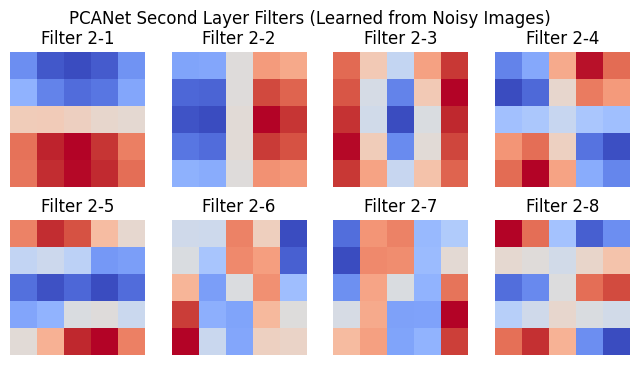 PCANet Second Layer Filters (Learned from Noisy Images)
Filter 2-1 Filter 2-2 Filter 2-3 Filter 2-4
Filter 2-5 Filter 2-6 Filter 2-7 Filter 2-8